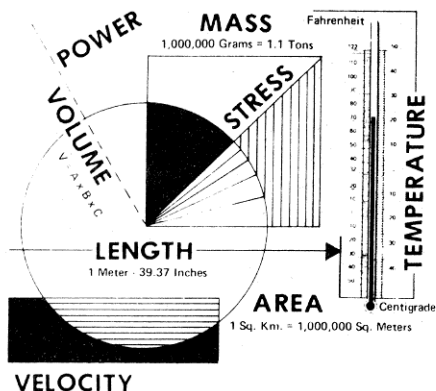 POWER
MASS
1,000,000 Grams = 1.1 Tons
Fahrenheit
STRESS
VOLUME
V = A×B×C
TEMPERATURE
LENGTH
1 Meter - 39.37 Inches
AREA
1 Sq. Km. = 1,000,000 Sq. Meters
Centigrade
VELOCITY